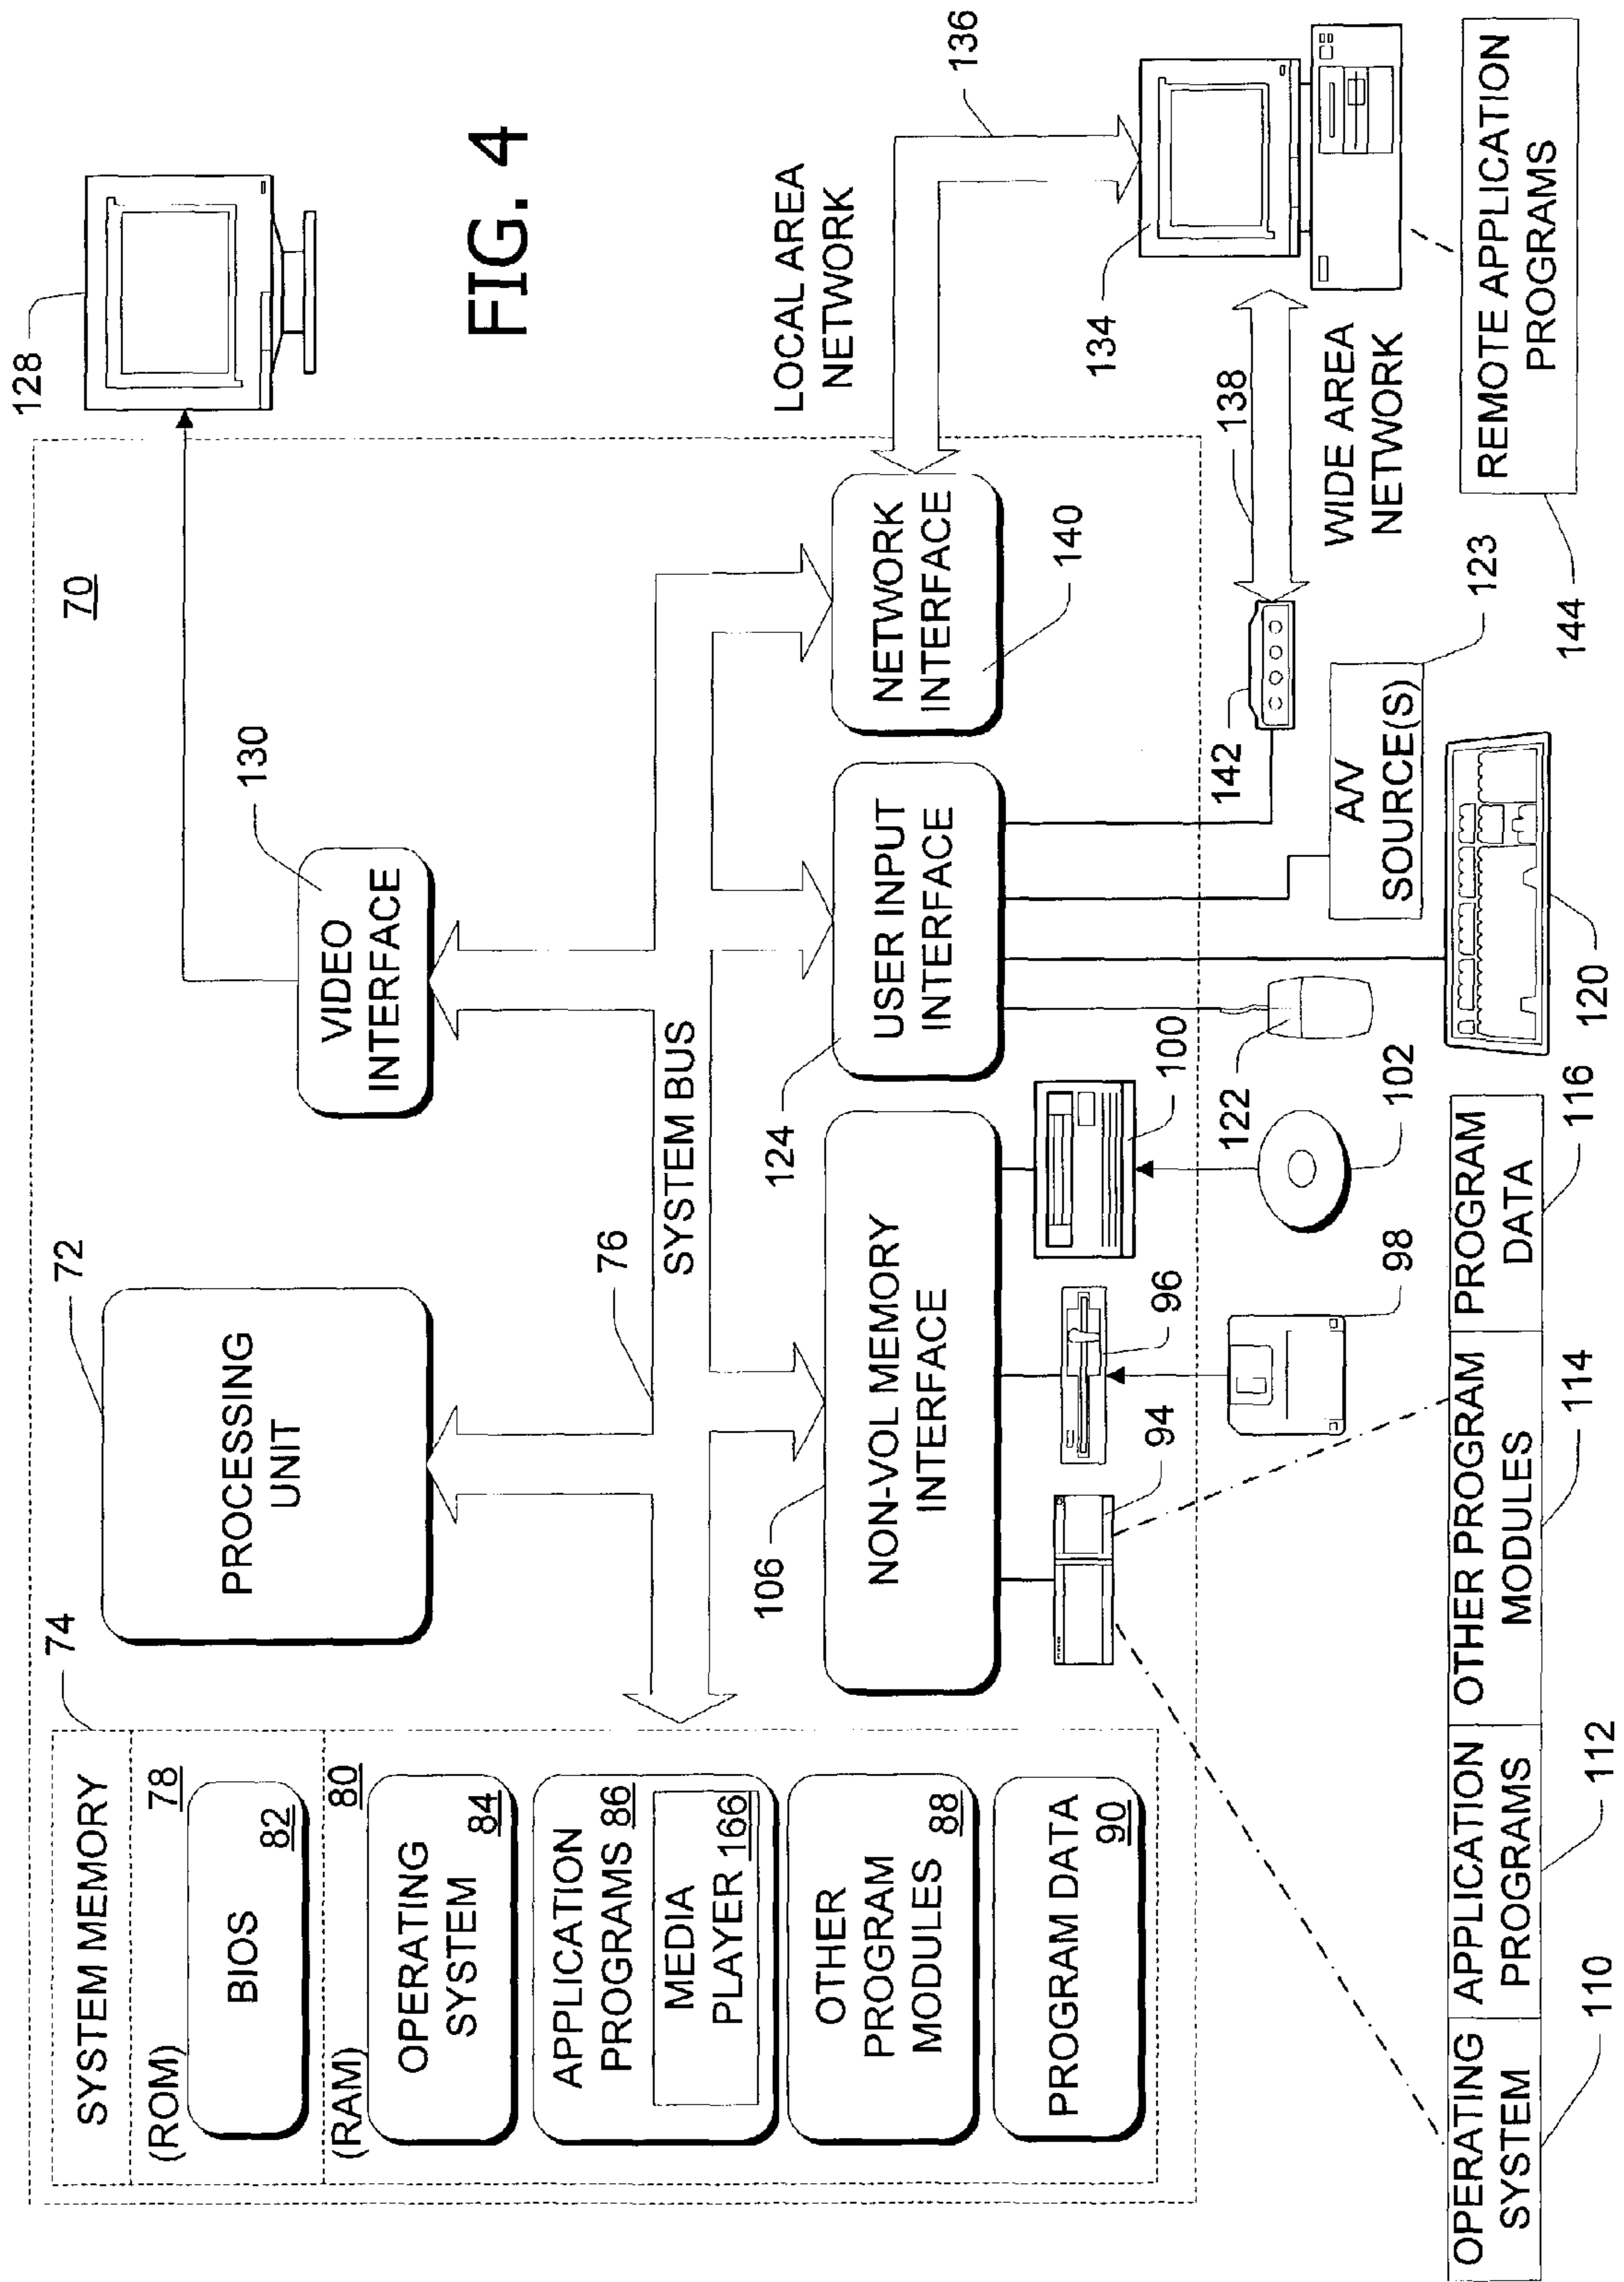 70
128
SYSTEM MEMORY
74
(ROM) 78
BIOS
82
(RAM) 80
OPERATING
SYSTEM 84
APPLICATION
PROGRAMS 86
MEDIA
PLAYER 166
OTHER
PROGRAM
MODULES 88
PROGRAM DATA
90
72
PROCESSING
UNIT
130
VIDEO
INTERFACE
FIG. 4
76
SYSTEM BUS
106
NON-VOL MEMORY
INTERFACE
124
USER INPUT
INTERFACE
NETWORK
INTERFACE
140
LOCAL AREA
NETWORK
136
94
96
100
98
102
122
142
134
138
WIDE AREA
NETWORK
A/V
SOURCE(S)
123
120
OPERATING
SYSTEM
110
APPLICATION
PROGRAMS
112
OTHER PROGRAM
MODULES
114
PROGRAM
DATA
116
144
REMOTE APPLICATION
PROGRAMS